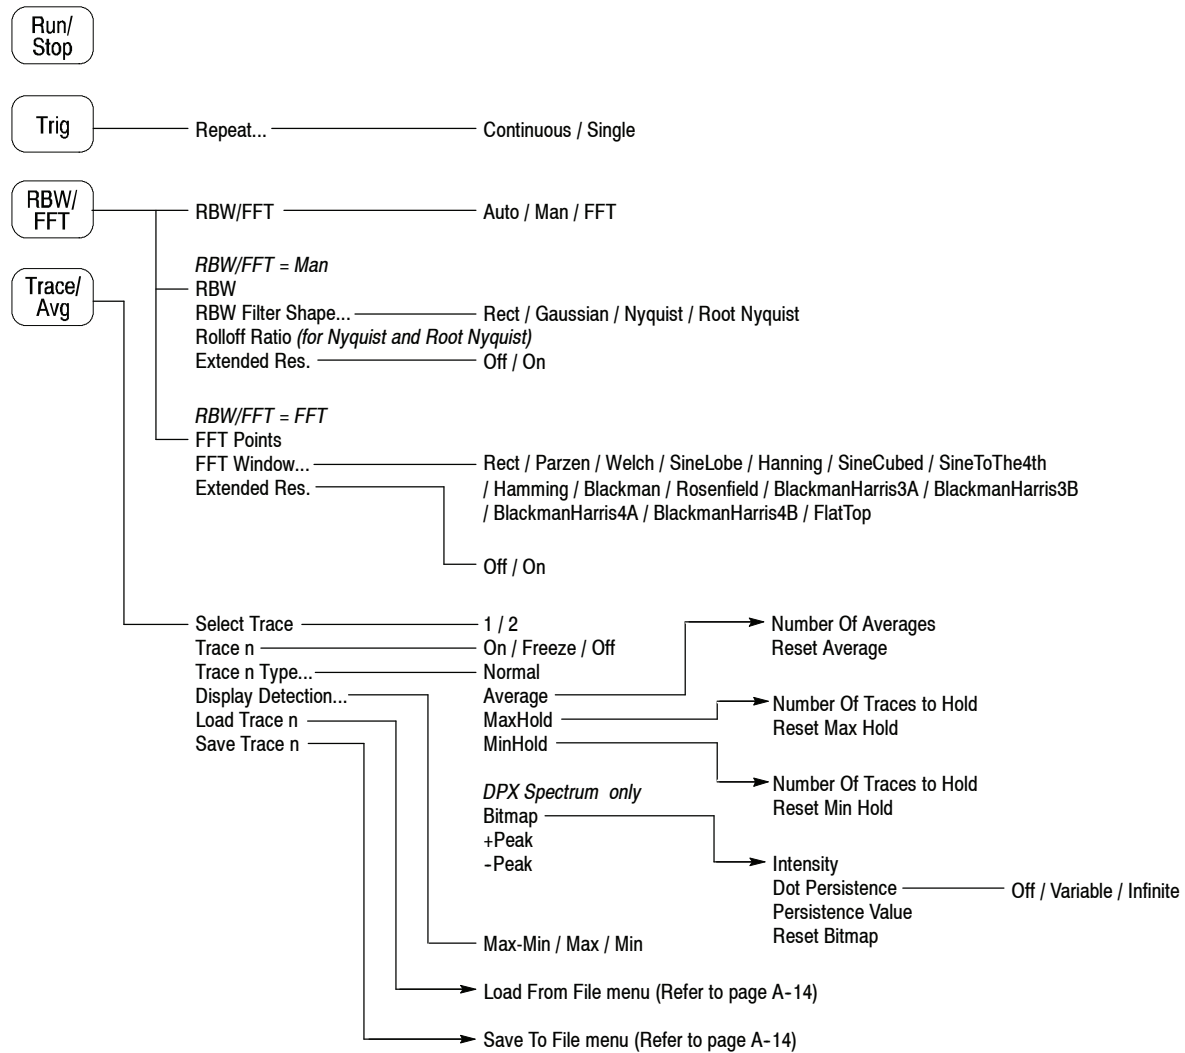 Run/
Stop
Trig
Repeat...
Continuous / Single
RBW/
FFT
RBW/FFT
Auto / Man / FFT
RBW/FFT = Man
RBW
RBW Filter Shape...
Rect / Gaussian / Nyquist / Root Nyquist
Rolloff Ratio (for Nyquist and Root Nyquist)
Extended Res.
Off / On
RBW/FFT = FFT
FFT Points
FFT Window...
Rect / Parzen / Welch / SineLobe / Hanning / SineCubed / SineToThe4th
/ Hamming / Blackman / Rosenfield / BlackmanHarris3A / BlackmanHarris3B
/ BlackmanHarris4A / BlackmanHarris4B / FlatTop
Extended Res.
Off / On
Trace/
Avg
Select Trace
1 / 2
Trace n
On / Freeze / Off
Trace n Type...
Normal
Average
MaxHold
MinHold
DPX Spectrum only
Bitmap
+Peak
-Peak
Number Of Averages
Reset Average
Number Of Traces to Hold
Reset Max Hold
Number Of Traces to Hold
Reset Min Hold
Intensity
Dot Persistence
Off / Variable / Infinite
Persistence Value
Reset Bitmap
Display Detection...
Max-Min / Max / Min
Load Trace n
Load From File menu (Refer to page A-14)
Save Trace n
Save To File menu (Refer to page A-14)